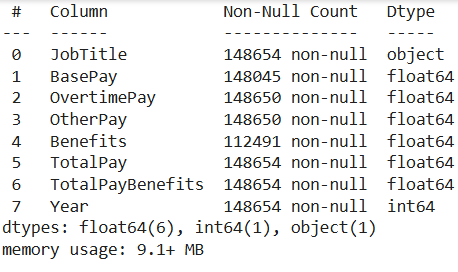 #   Column            Non-Null Count   Dtype
---  ------            --------------   -----
0   JobTitle          148654 non-null  object
1   BasePay           148045 non-null  float64
2   OvertimePay       148650 non-null  float64
3   OtherPay          148650 non-null  float64
4   Benefits          112491 non-null  float64
5   TotalPay          148654 non-null  float64
6   TotalPayBenefits  148654 non-null  float64
7   Year              148654 non-null  int64
dtypes: float64(6), int64(1), object(1)
memory usage: 9.1+ MB